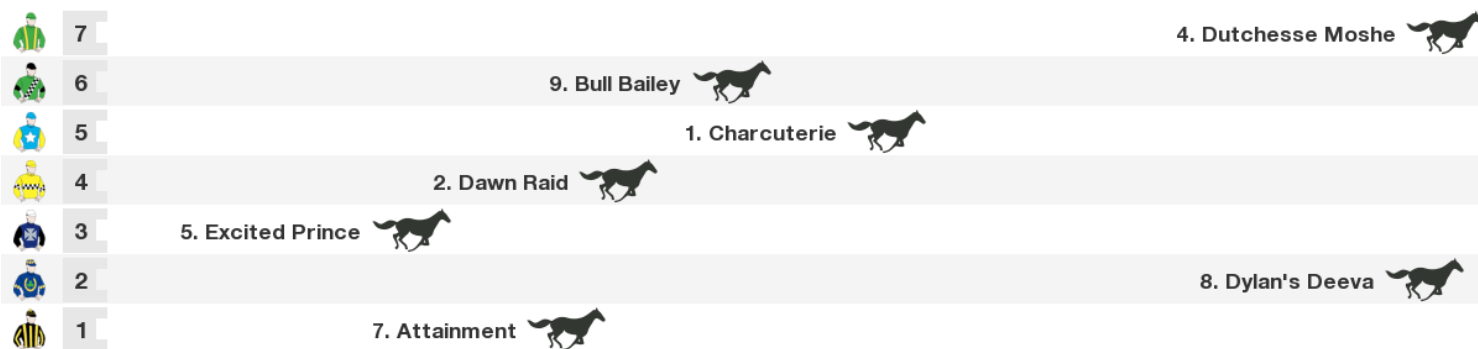 7 4. Dutchesse Moshe
6 9. Bull Bailey
5 1. Charcuterie
4 2. Dawn Raid
3 5. Excited Prince
2 8. Dylan's Deeva
1 7. Attainment